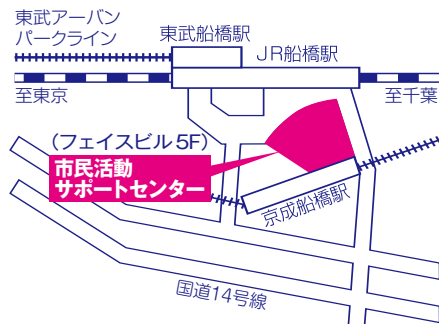 東武アーバン
パークライン
東武船橋駅
JR船橋駅
至東京
至千葉
(フェイスビル5F)
市民活動
サポートセンター
京成船橋駅
国道14号線